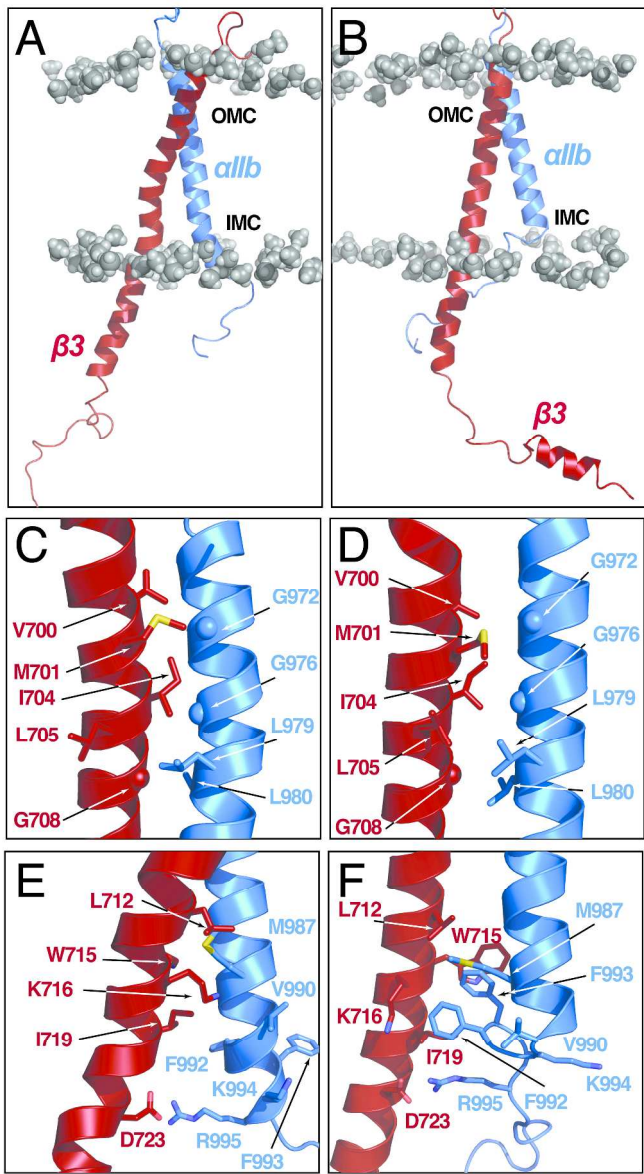 A
OMC
αIIb
IMC
β3
B
OMC
αIIb
IMC
β3
C
V700
M701
I704
L705
G708
G972
G976
L979
L980
D
V700
M701
I704
L705
G708
G972
G976
L979
L980
E
L712
W715
K716
I719
D723
M987
V990
F992
K994
R995
F993
F
L712
W715
K716
I719
D723
M987
F993
V990
K994
R995
F992